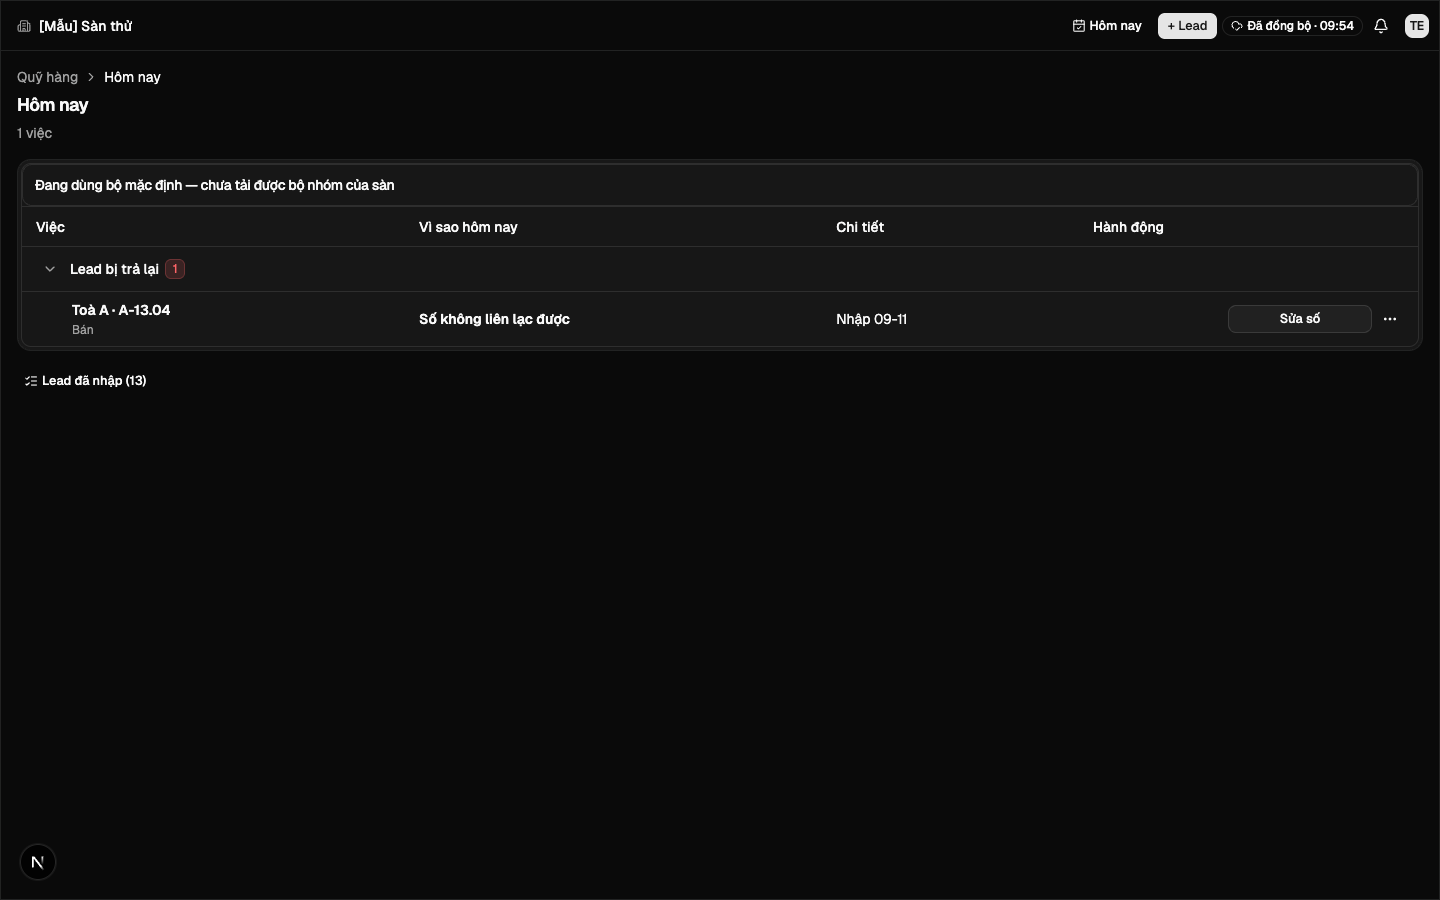 [Mẫu] Sàn thử
Hôm nay
+ Lead
Đã đồng bộ · 09:54
TE
Quỹ hàng > Hôm nay
Hôm nay
1 việc
Đang dùng bộ mặc định — chưa tải được bộ nhóm của sàn
Việc Vì sao hôm nay Chi tiết Hành động
Lead bị trả lại 1
Toà A · A-13.04
Bán
Số không liên lạc được
Nhập 09-11
Sửa số
Lead đã nhập (13)
N